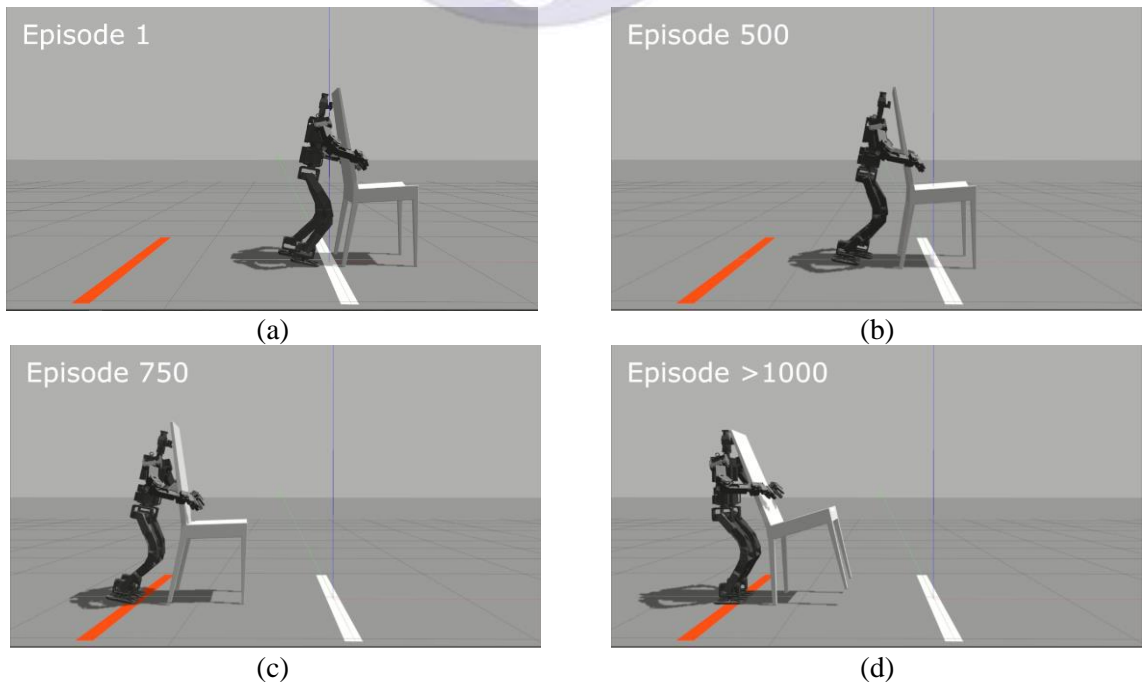 Episode 1
Episode 500
(a)
(b)
Episode 750
Episode >1000
(c)
(d)